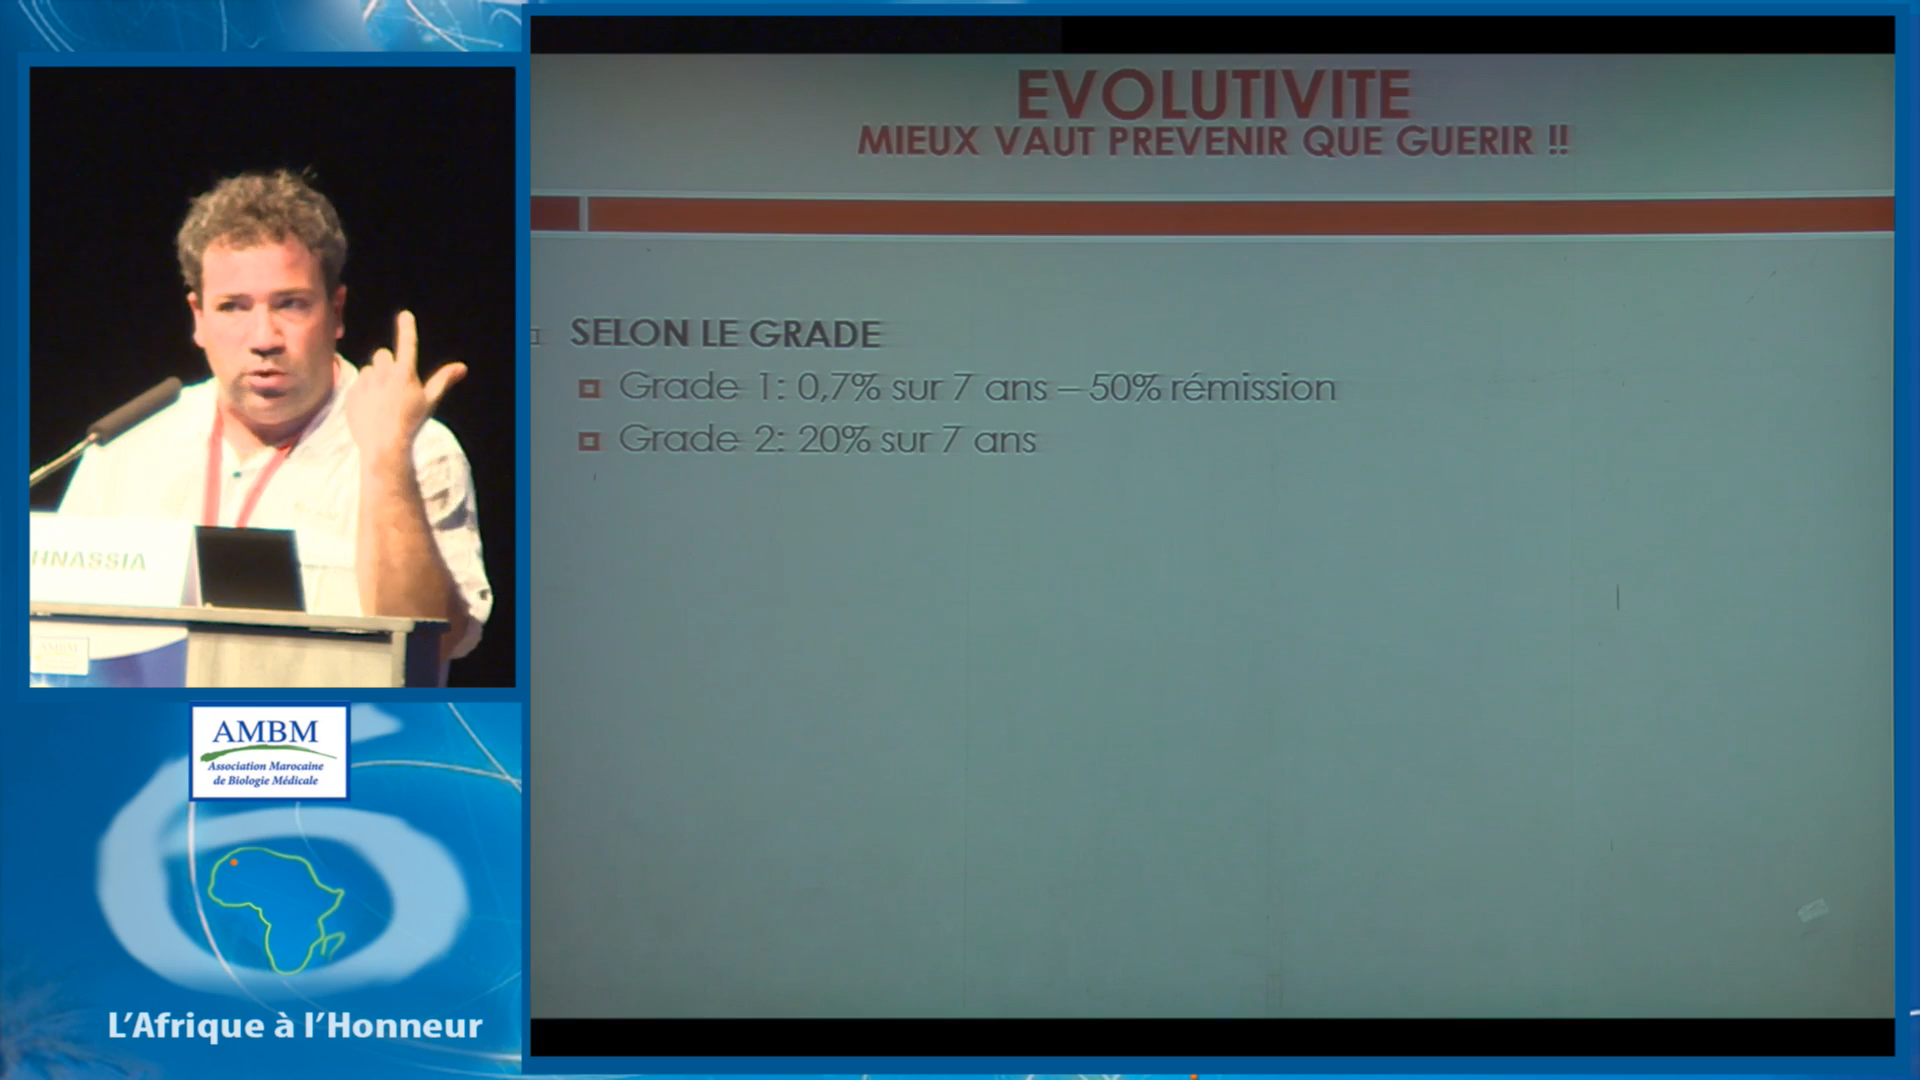 EVOLUTIVITE
MIEUX VAUT PREVENIR QUE GUERIR !!
SELON LE GRADE
Grade 1: 0,7% sur 7 ans – 50% rémission
Grade 2: 20% sur 7 ans
HNASSIA
AMBM
AMBM
Association Marocaine
de Biologie Médicale
L'Afrique à l'Honneur